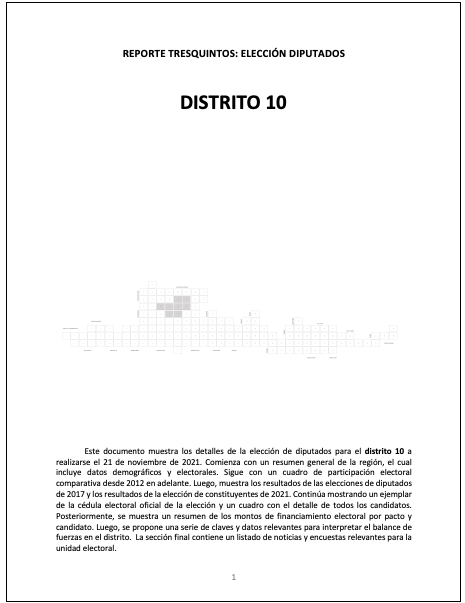 REPORTE TRESQUINTOS: ELECCIÓN DIPUTADOS
DISTRITO 10
Este documento muestra los detalles de la elección de diputados para el distrito 10 a
realizarse el 21 de noviembre de 2021. Comienza con un resumen general de la región, el cual
incluye datos demográficos y electorales. Sigue con un cuadro de participación electoral
comparativa desde 2012 en adelante. Luego, muestra los resultados de las elecciones de diputados
de 2017 y los resultados de la elección de constituyentes de 2021. Continúa mostrando un ejemplar
de la cédula electoral oficial de la elección y un cuadro con el detalle de todos los candidatos.
Posteriormente, se muestra un resumen de los montos de financiamiento electoral por pacto y
candidato. Luego, se propone una serie de claves y datos relevantes para interpretar el balance de
fuerzas en el distrito. La sección final contiene un listado de noticias y encuestas relevantes para la
unidad electoral.
1